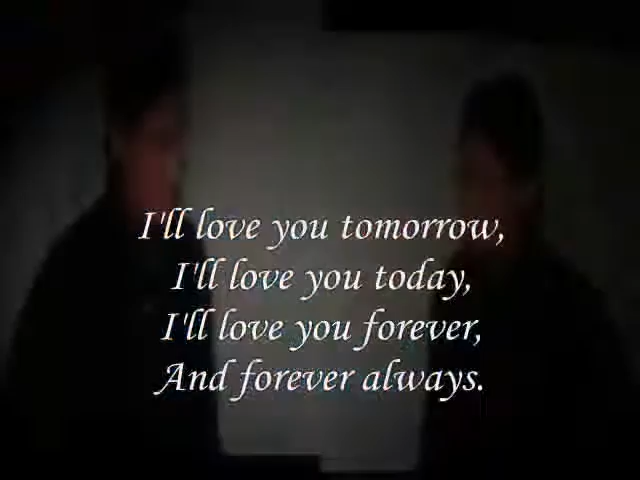 I'll love you tomorrow,
I'll love you today,
I'll love you forever,
And forever always.